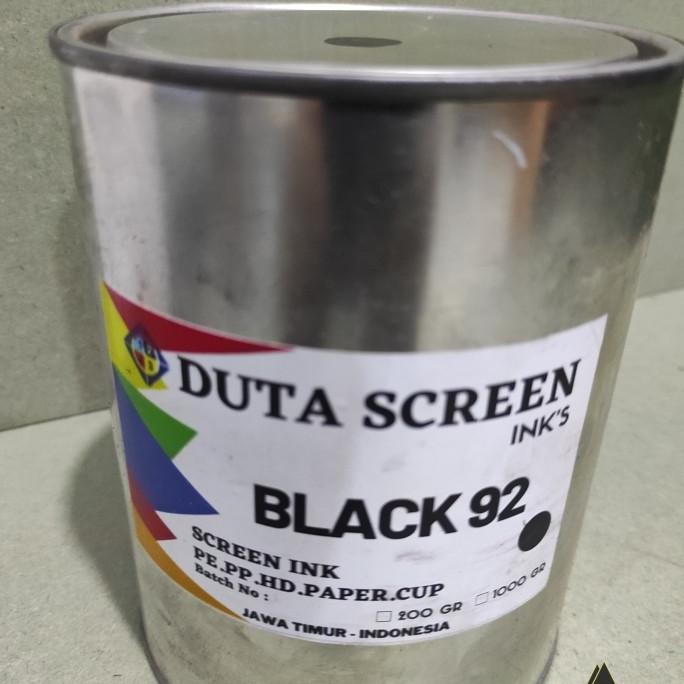 DUTA SCREEN
INK'S
BLACK 92
SCREEN INK
PE.PP.HD.PAPER.CUP
Batch No :
200 GR 1000 GR
JAWA TIMUR - INDONESIA